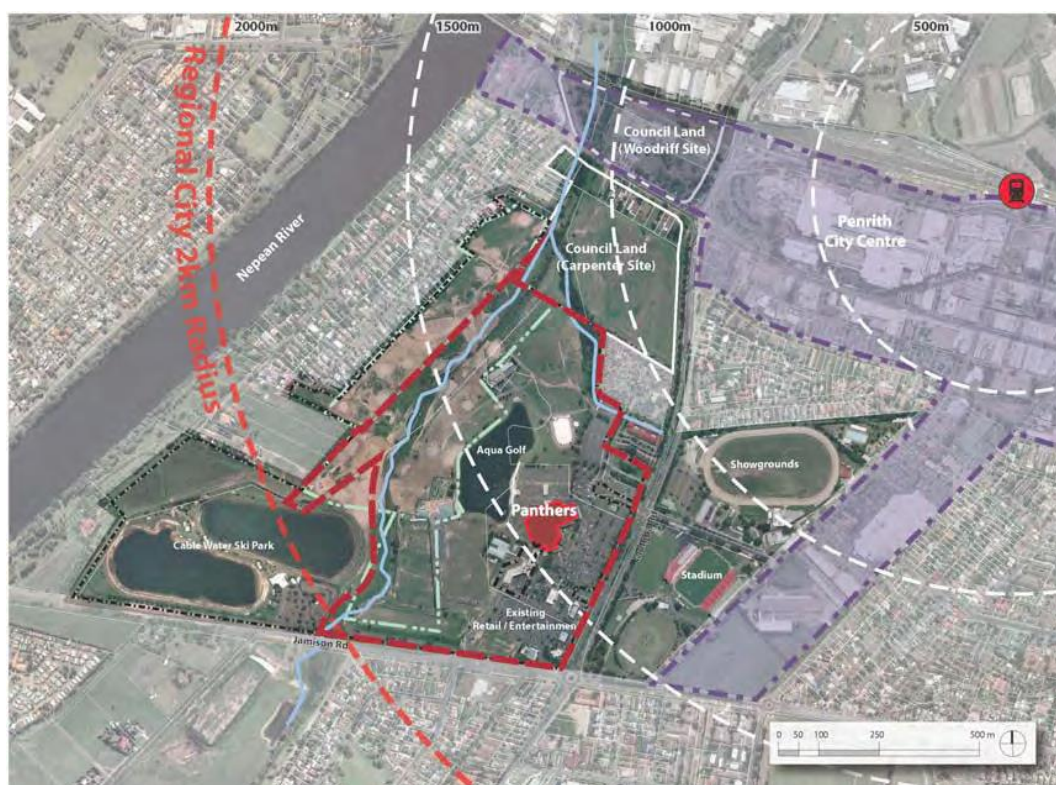 2000m
1500m
1000m
500m
Regional City 2km Radius
Nepean River
Council Land
(Woodriff Site)
Penrith
City Centre
Council Land
(Carpenter Site)
Aqua Golf
Showgrounds
Panthers
Cable Water Ski Park
Stadium
Existing
Retail / Entertainmen
Jamison Rd
0 50 100 250 500 m